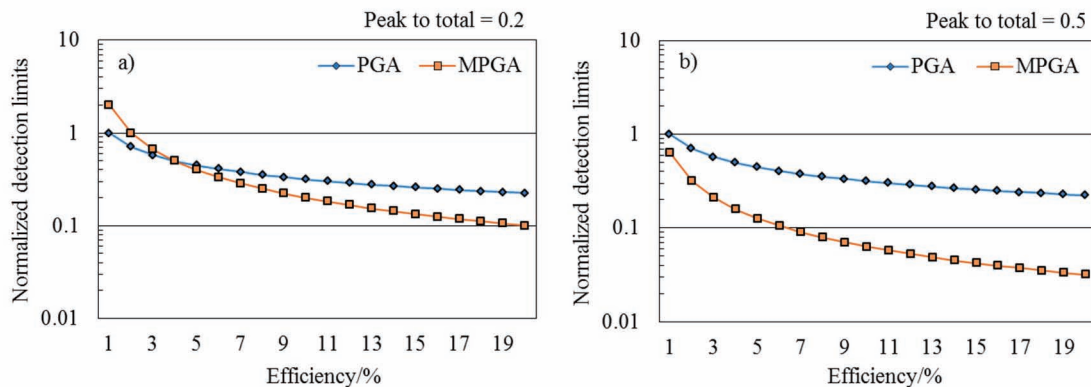 Peak to total = 0.2
a)
PGA MPGA
Normalized detection limits
10
1
0.1
0.01
1 3 5 7 9 11 13 15 17 19
Efficiency/%
Peak to total = 0.5
b)
PGA MPGA
Normalized detection limits
10
1
0.1
0.01
1 3 5 7 9 11 13 15 17 19
Efficiency/%